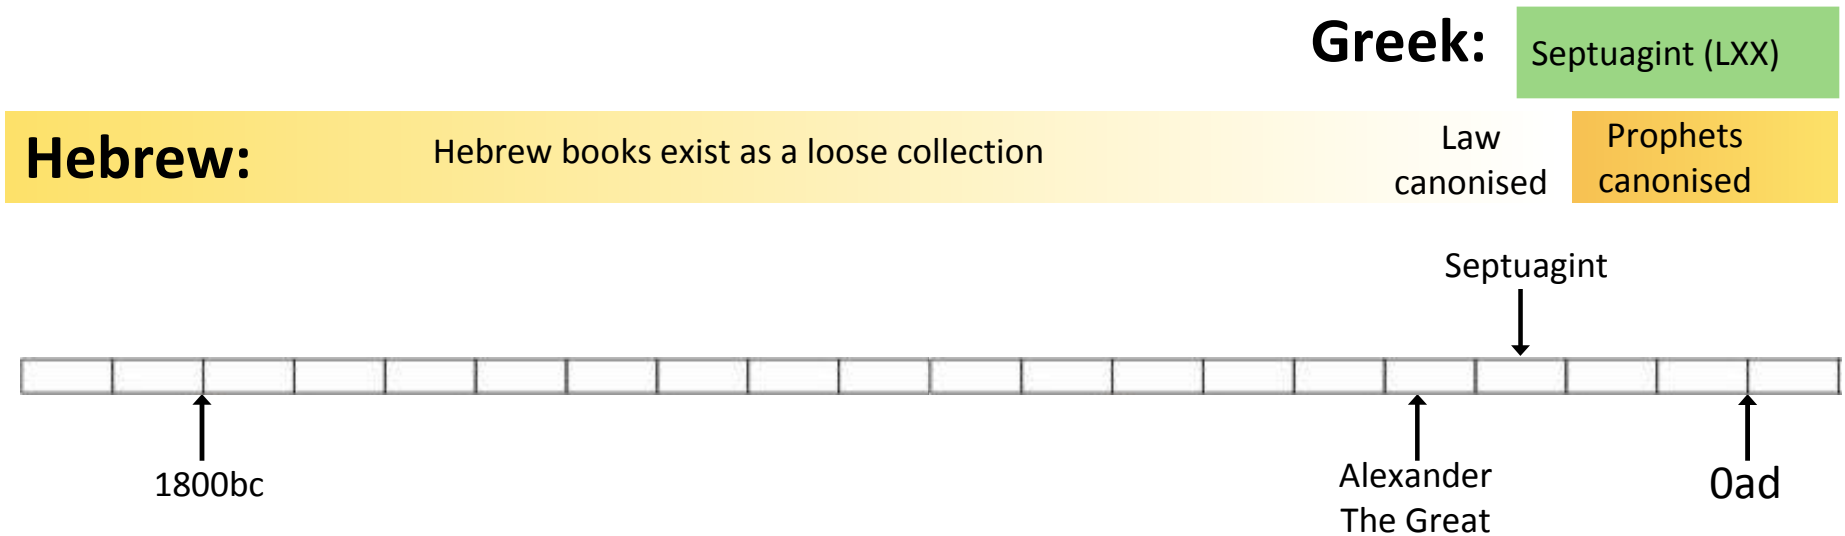 Greek:
Septuagint (LXX)
Hebrew:
Hebrew books exist as a loose collection
Law
canonised
Prophets
canonised
Septuagint
1800bc
Alexander
The Great
0ad